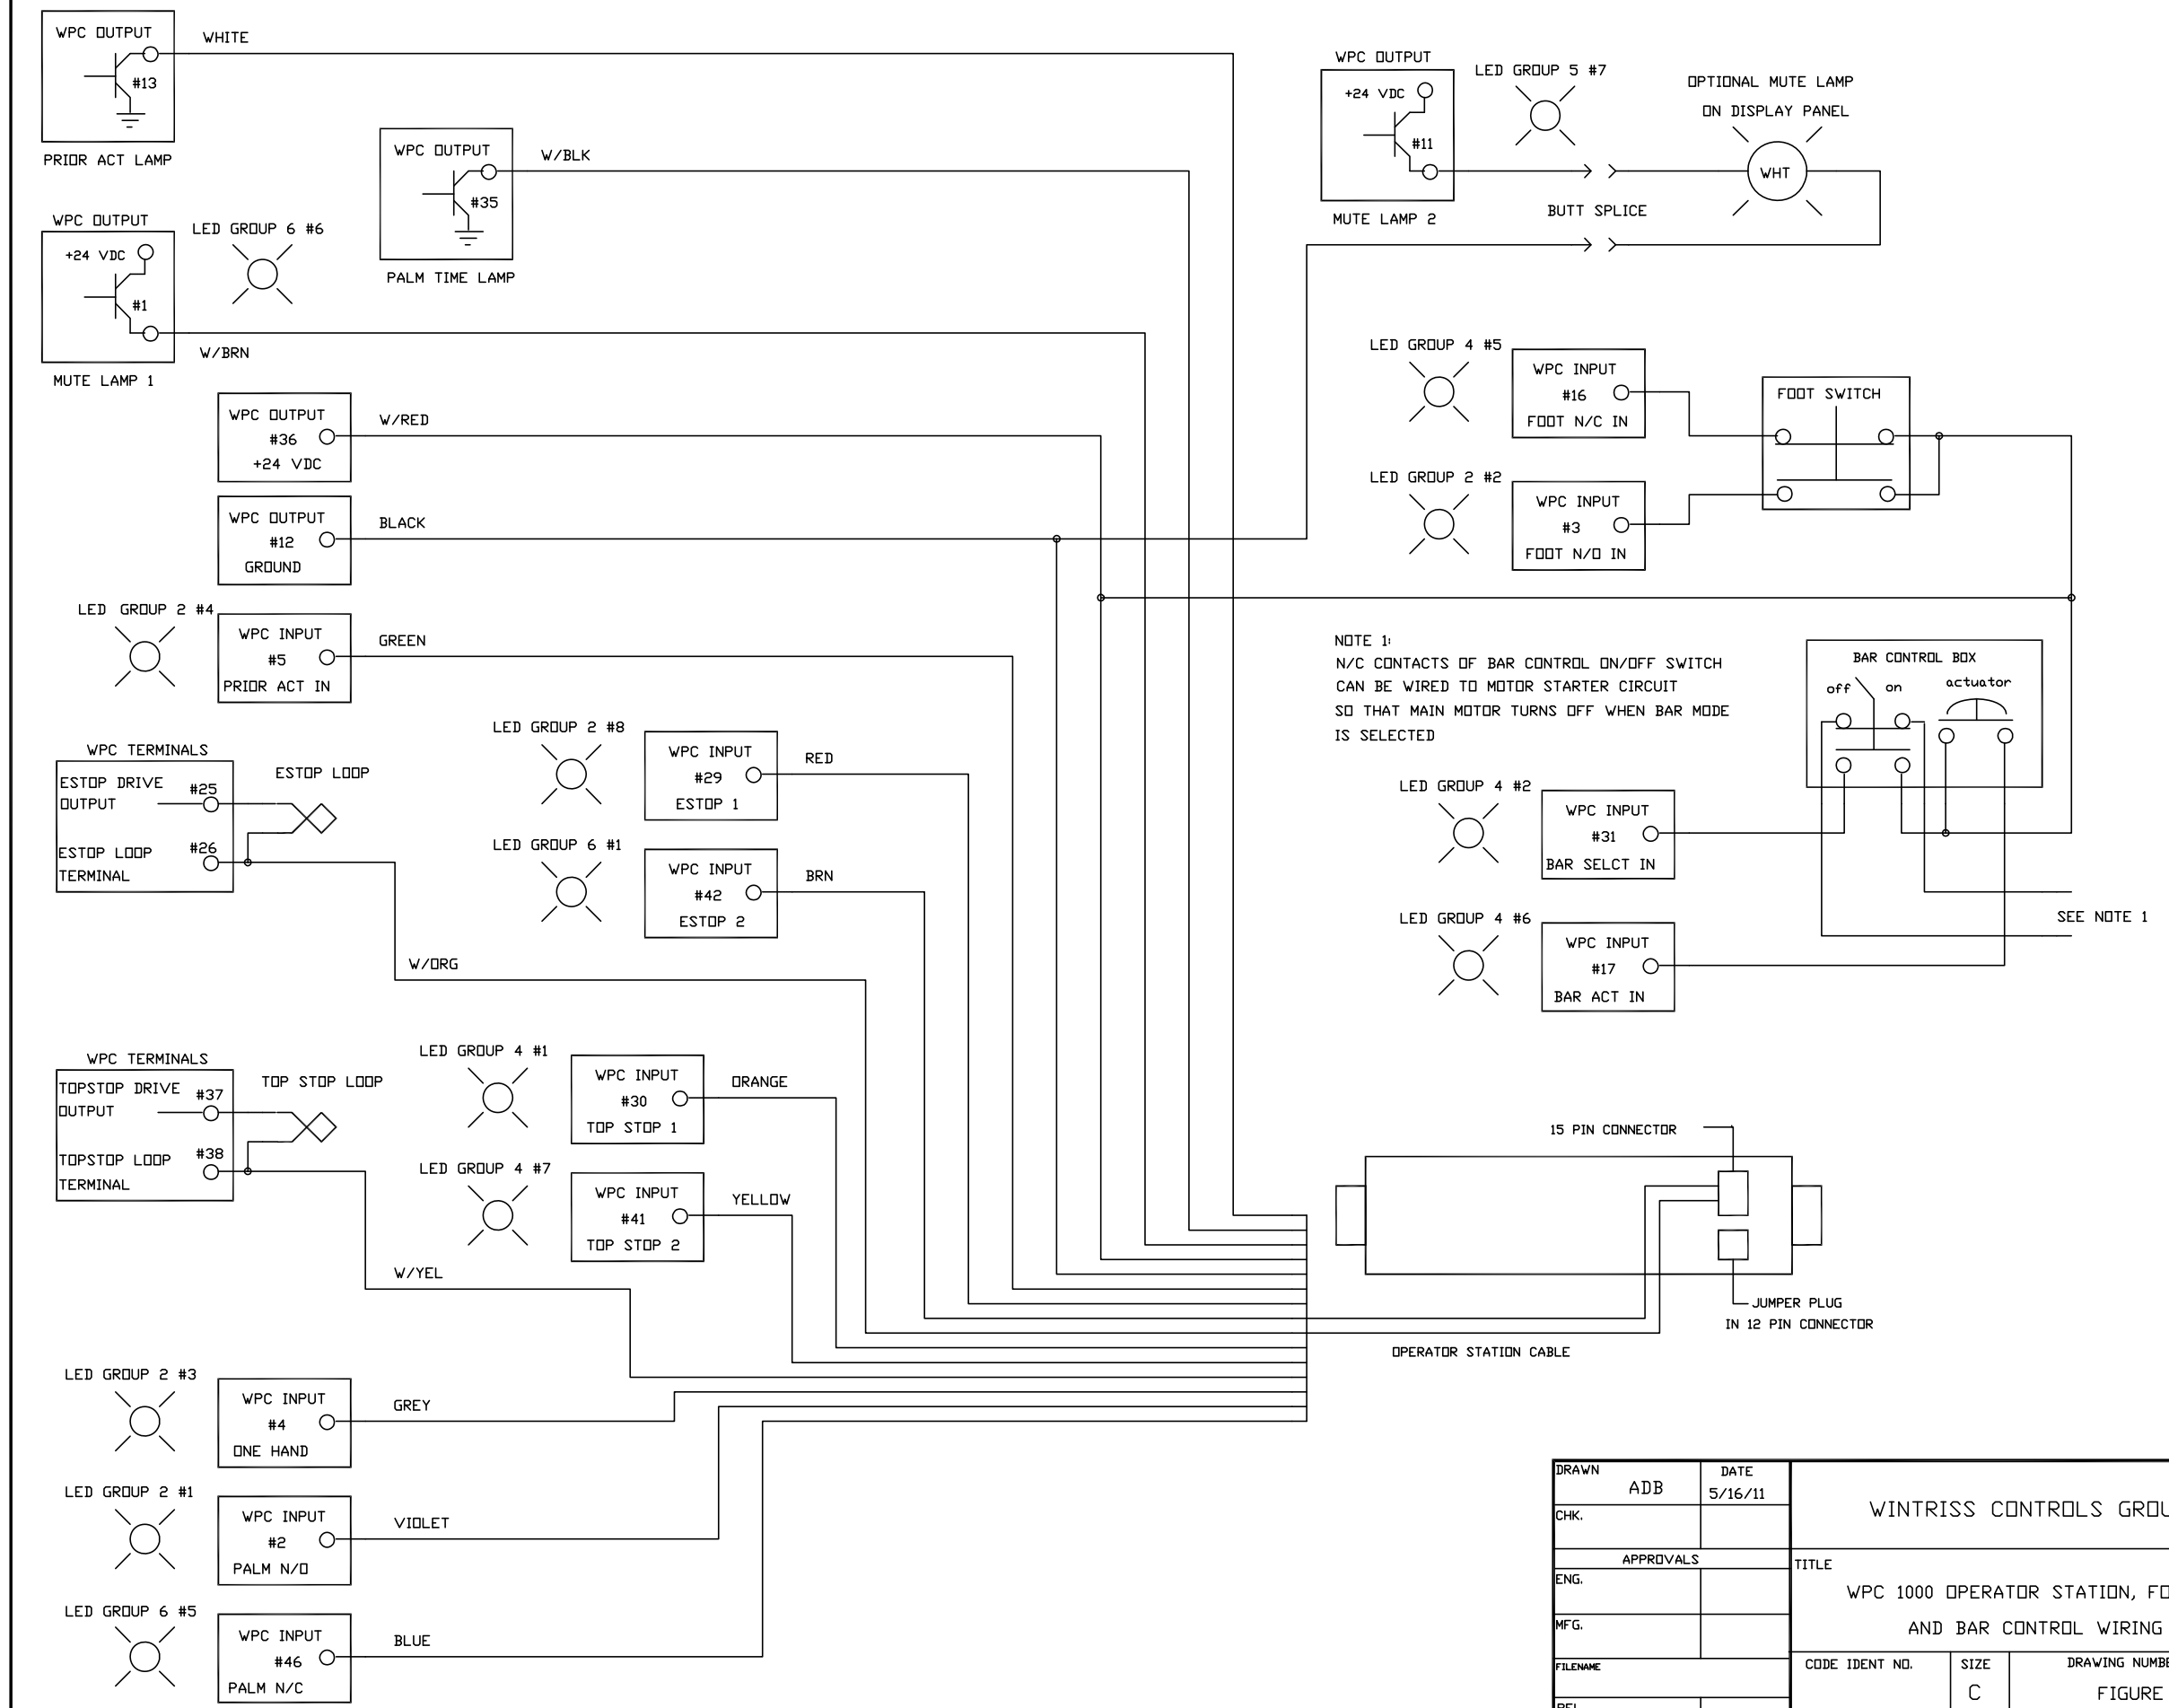 WPC OUTPUT
#13
PRIOR ACT LAMP
WHITE
WPC OUTPUT
#35
PALM TIME LAMP
W/BLK
WPC OUTPUT
+24 VDC
#1
MUTE LAMP 1
LED GROUP 6 #6
W/BRN
WPC OUTPUT
#36
+24 VDC
W/RED
WPC OUTPUT
#12
GROUND
BLACK
LED GROUP 2 #4
WPC INPUT
#5
PRIOR ACT IN
GREEN
WPC TERMINALS
ESTOP DRIVE
OUTPUT
#25
ESTOP LOOP
TERMINAL
#26
ESTOP LOOP
LED GROUP 2 #8
WPC INPUT
#29
ESTOP 1
RED
LED GROUP 6 #1
WPC INPUT
#42
ESTOP 2
BRN
W/ORG
WPC TERMINALS
TOPSTOP DRIVE
OUTPUT
#37
TOPSTOP LOOP
TERMINAL
#38
TOP STOP LOOP
LED GROUP 4 #1
WPC INPUT
#30
TOP STOP 1
ORANGE
LED GROUP 4 #7
WPC INPUT
#41
TOP STOP 2
YELLOW
W/YEL
LED GROUP 2 #3
WPC INPUT
#4
ONE HAND
GREY
LED GROUP 2 #1
WPC INPUT
#2
PALM N/O
VIOLET
LED GROUP 6 #5
WPC INPUT
#46
PALM N/C
BLUE
WPC OUTPUT
+24 VDC
#11
MUTE LAMP 2
LED GROUP 5 #7
OPTIONAL MUTE LAMP
ON DISPLAY PANEL
WHT
BUTT SPLICE
LED GROUP 4 #5
WPC INPUT
#16
FOOT N/C IN
FOOT SWITCH
LED GROUP 2 #2
WPC INPUT
#3
FOOT N/O IN
NOTE 1:
N/C CONTACTS OF BAR CONTROL ON/OFF SWITCH
CAN BE WIRED TO MOTOR STARTER CIRCUIT
SO THAT MAIN MOTOR TURNS OFF WHEN BAR MODE
IS SELECTED
BAR CONTROL BOX
off
on
actuator
LED GROUP 4 #2
WPC INPUT
#31
BAR SELCT IN
LED GROUP 4 #6
WPC INPUT
#17
BAR ACT IN
SEE NOTE 1
15 PIN CONNECTOR
JUMPER PLUG
IN 12 PIN CONNECTOR
OPERATOR STATION CABLE
DRAWN
ADB
DATE
5/16/11
CHK.
APPROVALS
ENG.
MFG.
FILENAME
WINTRISS CONTROLS
TITLE
WPC 1000 OPERATOR STATION,
AND BAR CONTROL WIRING
CODE IDENT NO.
SIZE
C
DRAWING
FIGURE